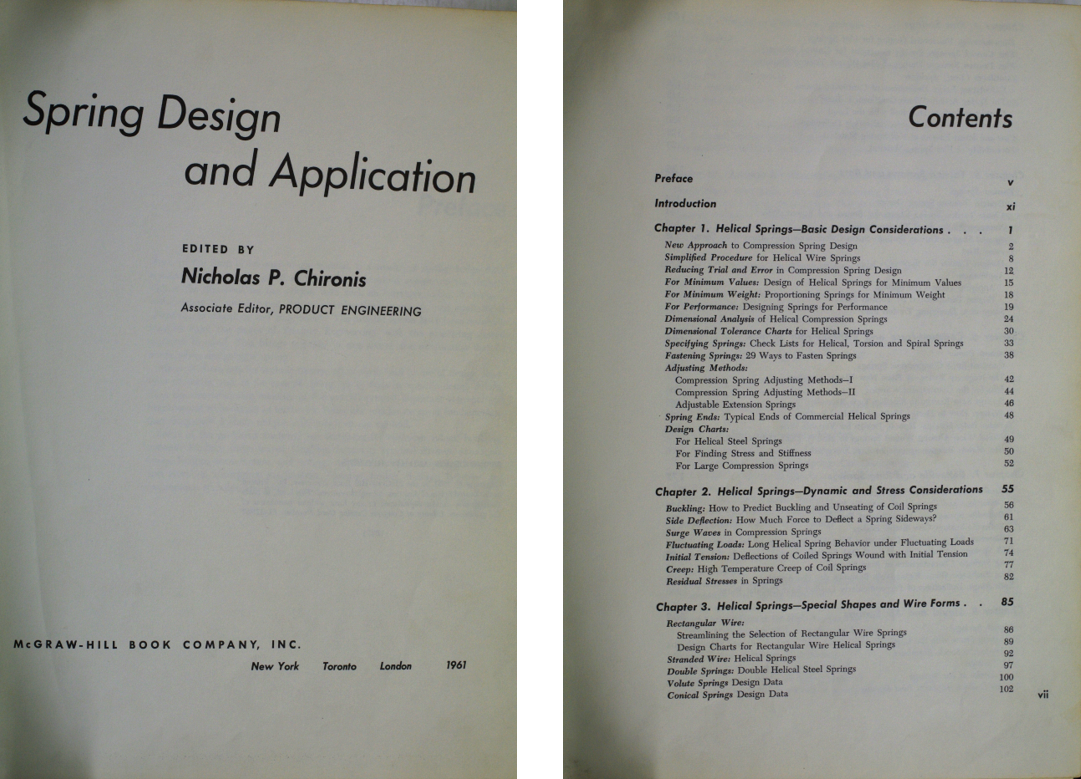 Spring Design
and Application
EDITED BY
Nicholas P. Chironis
Associate Editor, PRODUCT ENGINEERING
McGRAW-HILL BOOK COMPANY, INC.
New York Toronto London 1961
Contents
Preface v
Introduction xi
Chapter 1. Helical Springs—Basic Design Considerations . . . 1
New Approach to Compression Spring Design 2
Simplified Procedure for Helical Wire Springs 8
Reducing Trial and Error in Compression Spring Design 12
For Minimum Values: Design of Helical Springs for Minimum Values 15
For Minimum Weight: Proportioning Springs for Minimum Weight 18
For Performance: Designing Springs for Performance 19
Dimensional Analysis of Helical Compression Springs 24
Dimensional Tolerance Charts for Helical Springs 30
Specifying Springs: Check Lists for Helical, Torsion and Spiral Springs 33
Fastening Springs: 29 Ways to Fasten Springs 38
Adjusting Methods:
Compression Spring Adjusting Methods—I 42
Compression Spring Adjusting Methods—II 44
Adjustable Extension Springs 46
Spring Ends: Typical Ends of Commercial Helical Springs 48
Design Charts:
For Helical Steel Springs 49
For Finding Stress and Stiffness 50
For Large Compression Springs 52
Chapter 2. Helical Springs—Dynamic and Stress Considerations 55
Buckling: How to Predict Buckling and Unseating of Coil Springs 56
Side Deflection: How Much Force to Deflect a Spring Sideways? 61
Surge Waves in Compression Springs 63
Fluctuating Loads: Long Helical Spring Behavior under Fluctuating Loads 71
Initial Tension: Deflections of Coiled Springs Wound with Initial Tension 74
Creep: High Temperature Creep of Coil Springs 77
Residual Stresses in Springs 82
Chapter 3. Helical Springs—Special Shapes and Wire Forms . . 85
Rectangular Wire:
Streamlining the Selection of Rectangular Wire Springs 86
Design Charts for Rectangular Wire Helical Springs 89
Stranded Wire: Helical Springs 92
Double Springs: Double Helical Steel Springs 97
Volute Springs Design Data 100
Conical Springs Design Data 102
vii